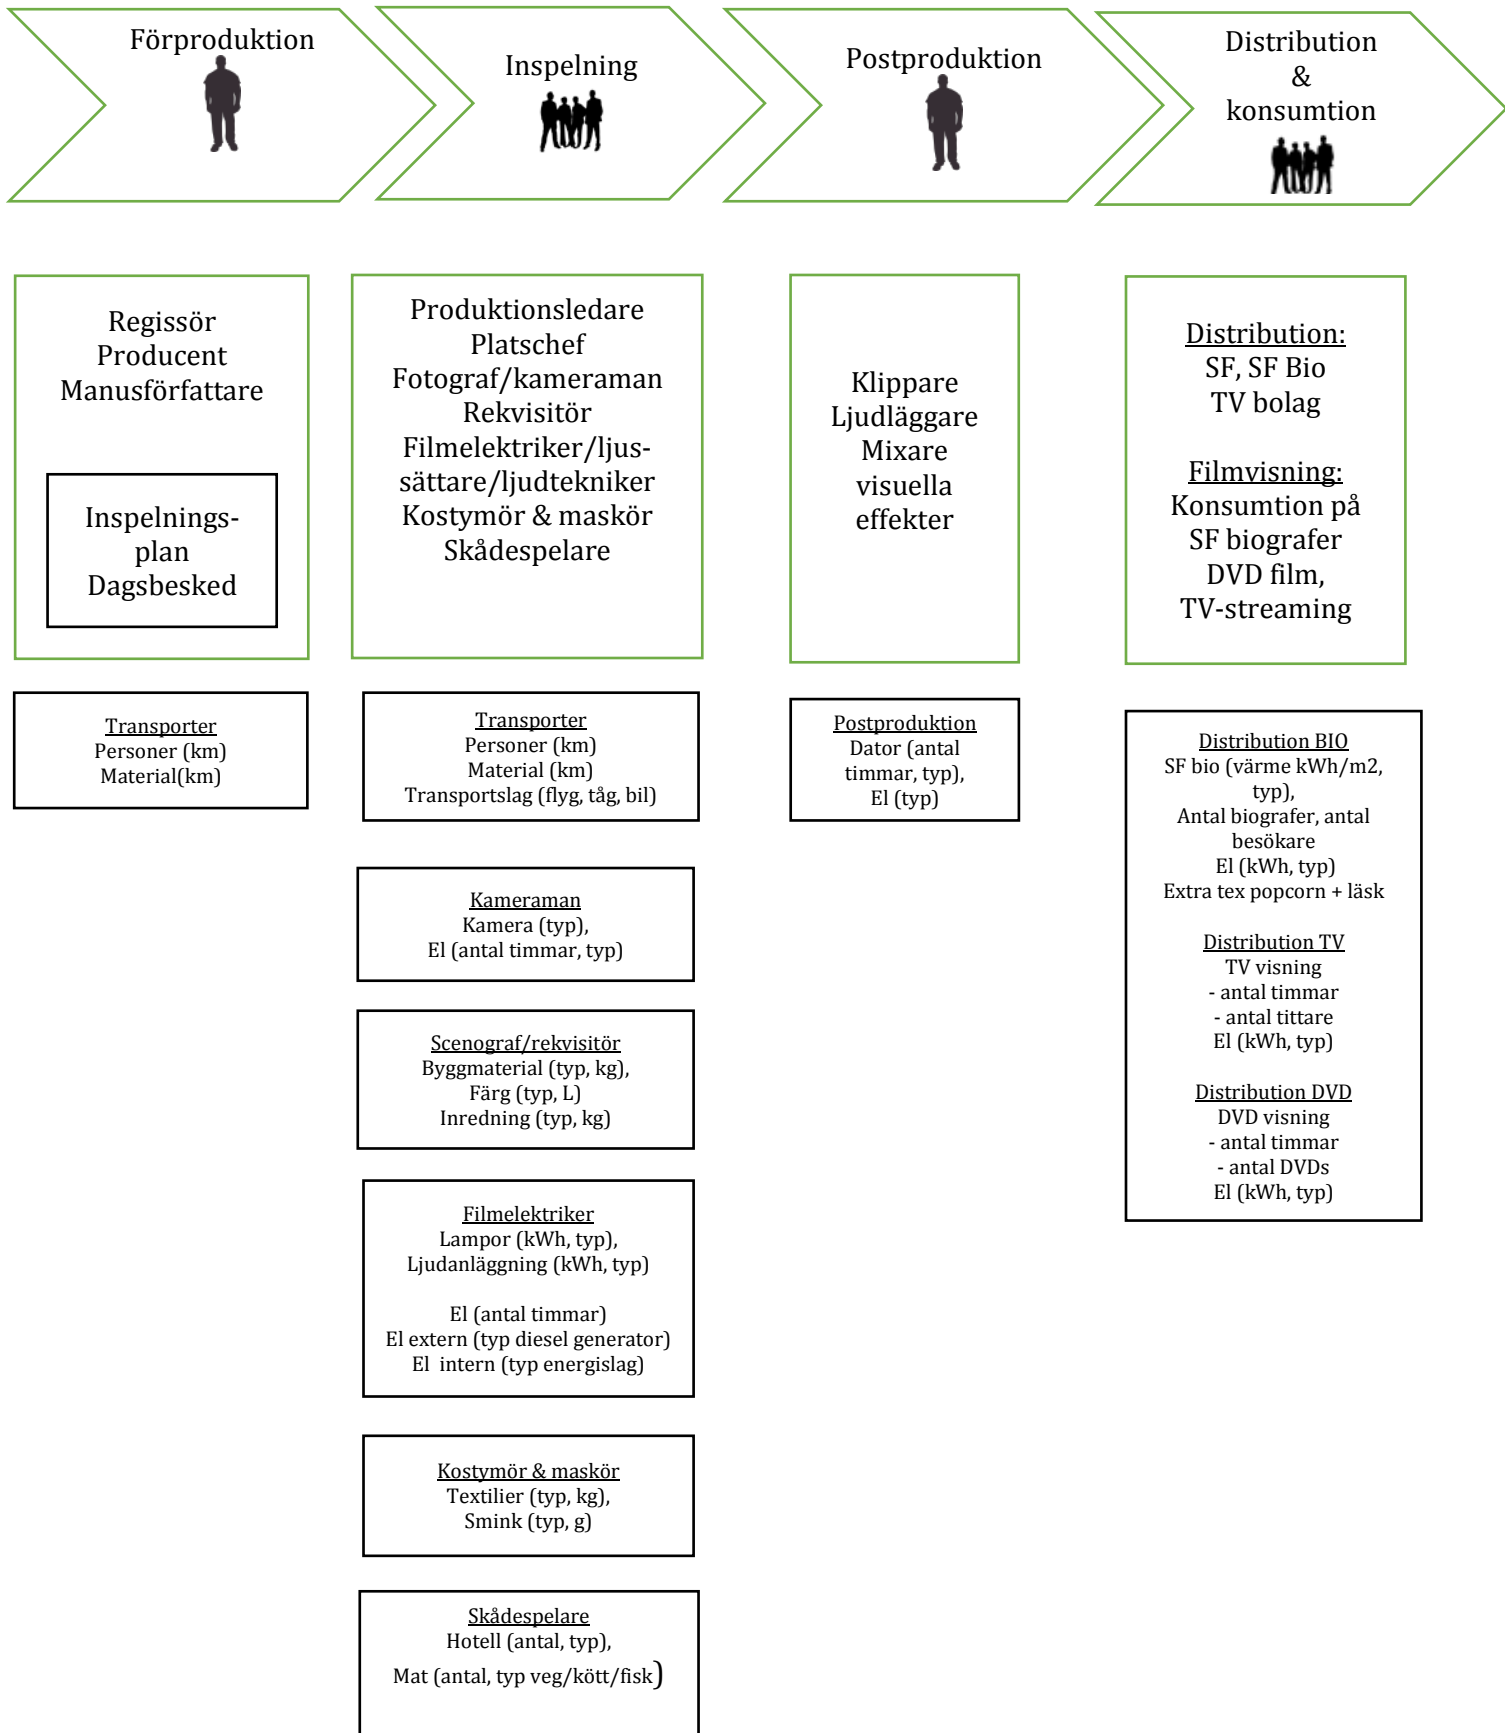 Förproduktion
Inspelning
Postproduktion
Distribution
&
konsumtion
Regissör
Producent
Manusförfattare
Inspelnings-
plan
Dagsbesked
Produktionsledare
Platschef
Fotograf/kameraman
Rekvisitör
Filmelektriker/ljus-
sättare/ljudtekniker
Kostymör & maskör
Skådespelare
Klippare
Ljudläggare
Mixare
visuella
effekter
Distribution:
SF, SF Bio
TV bolag
Filmvisning:
Konsumtion på
SF biografer
DVD film,
TV-streaming
Transporter
Personer (km)
Material(km)
Transporter
Personer (km)
Material (km)
Transportslag (flyg, tåg, bil)
Kameraman
Kamera (typ),
El (antal timmar, typ)
Scenograf/rekvisitör
Byggmaterial (typ, kg),
Färg (typ, L)
Inredning (typ, kg)
Filmelektriker
Lampor (kWh, typ),
Ljudanläggning (kWh, typ)
El (antal timmar)
El extern (typ diesel generator)
El intern (typ energislag)
Kostymör & maskör
Textilier (typ, kg),
Smink (typ, g)
Skådespelare
Hotell (antal, typ),
Mat (antal, typ veg/kött/fisk)
Postproduktion
Dator (antal
timmar, typ),
El (typ)
Distribution BIO
SF bio (värme kWh/m2,
typ),
Antal biografer, antal
besökare
El (kWh, typ)
Extra tex popcorn + läsk
Distribution TV
TV visning
- antal timmar
- antal tittare
El (kWh, typ)
Distribution DVD
DVD visning
- antal timmar
- antal DVDs
El (kWh, typ)